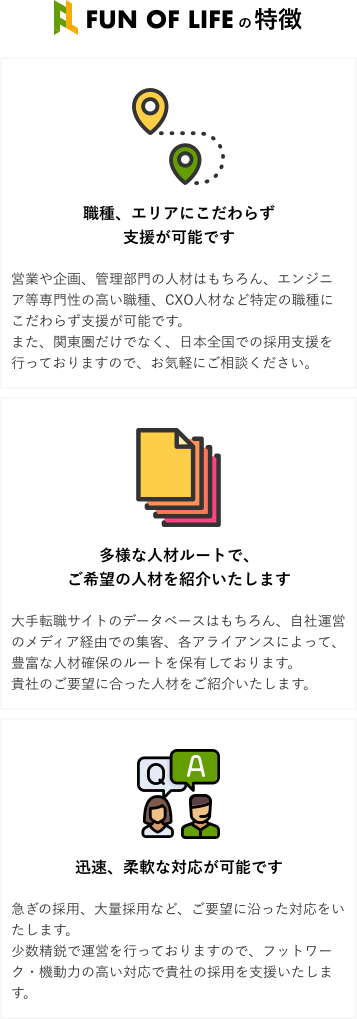 FUN OF LIFE の 特徴
職種、エリアにこだわらず
支援が可能です
営業や企画、管理部門の人材はもちろん、エンジニ
ア等専門性の高い職種、CXO人材など特定の職種に
こだわらず支援が可能です。
また、関東圏だけでなく、日本全国での採用支援を
行っておりますので、お気軽にご相談ください。
多様な人材ルートで、
ご希望の人材を紹介いたします
大手転職サイトのデータベースはもちろん、自社運営
のメディア経由での集客、各アライアンスによって、
豊富な人材確保のルートを保有しております。
貴社のご要望に合った人材をご紹介いたします。
Q A
迅速、柔軟な対応が可能です
急ぎの採用、大量採用など、ご要望に沿った対応をい
たします。
少数精鋭で運営を行っておりますので、フットワー
ク・機動力の高い対応で貴社の採用を支援いたしま
す。